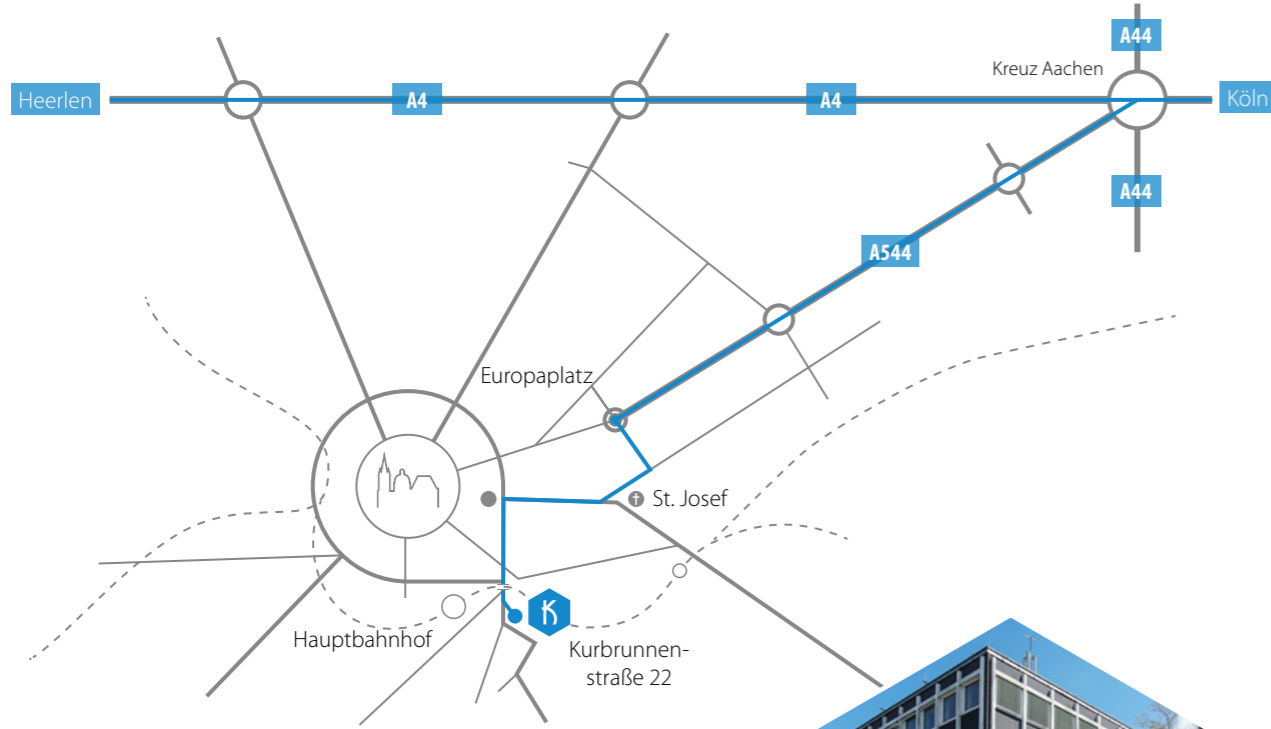 A44
Kreuz Aachen
Heerlen
A4
A4
Köln
A44
A544
Europaplatz
St. Josef
Hauptbahnhof
K
Kurbrunnen-
straße 22